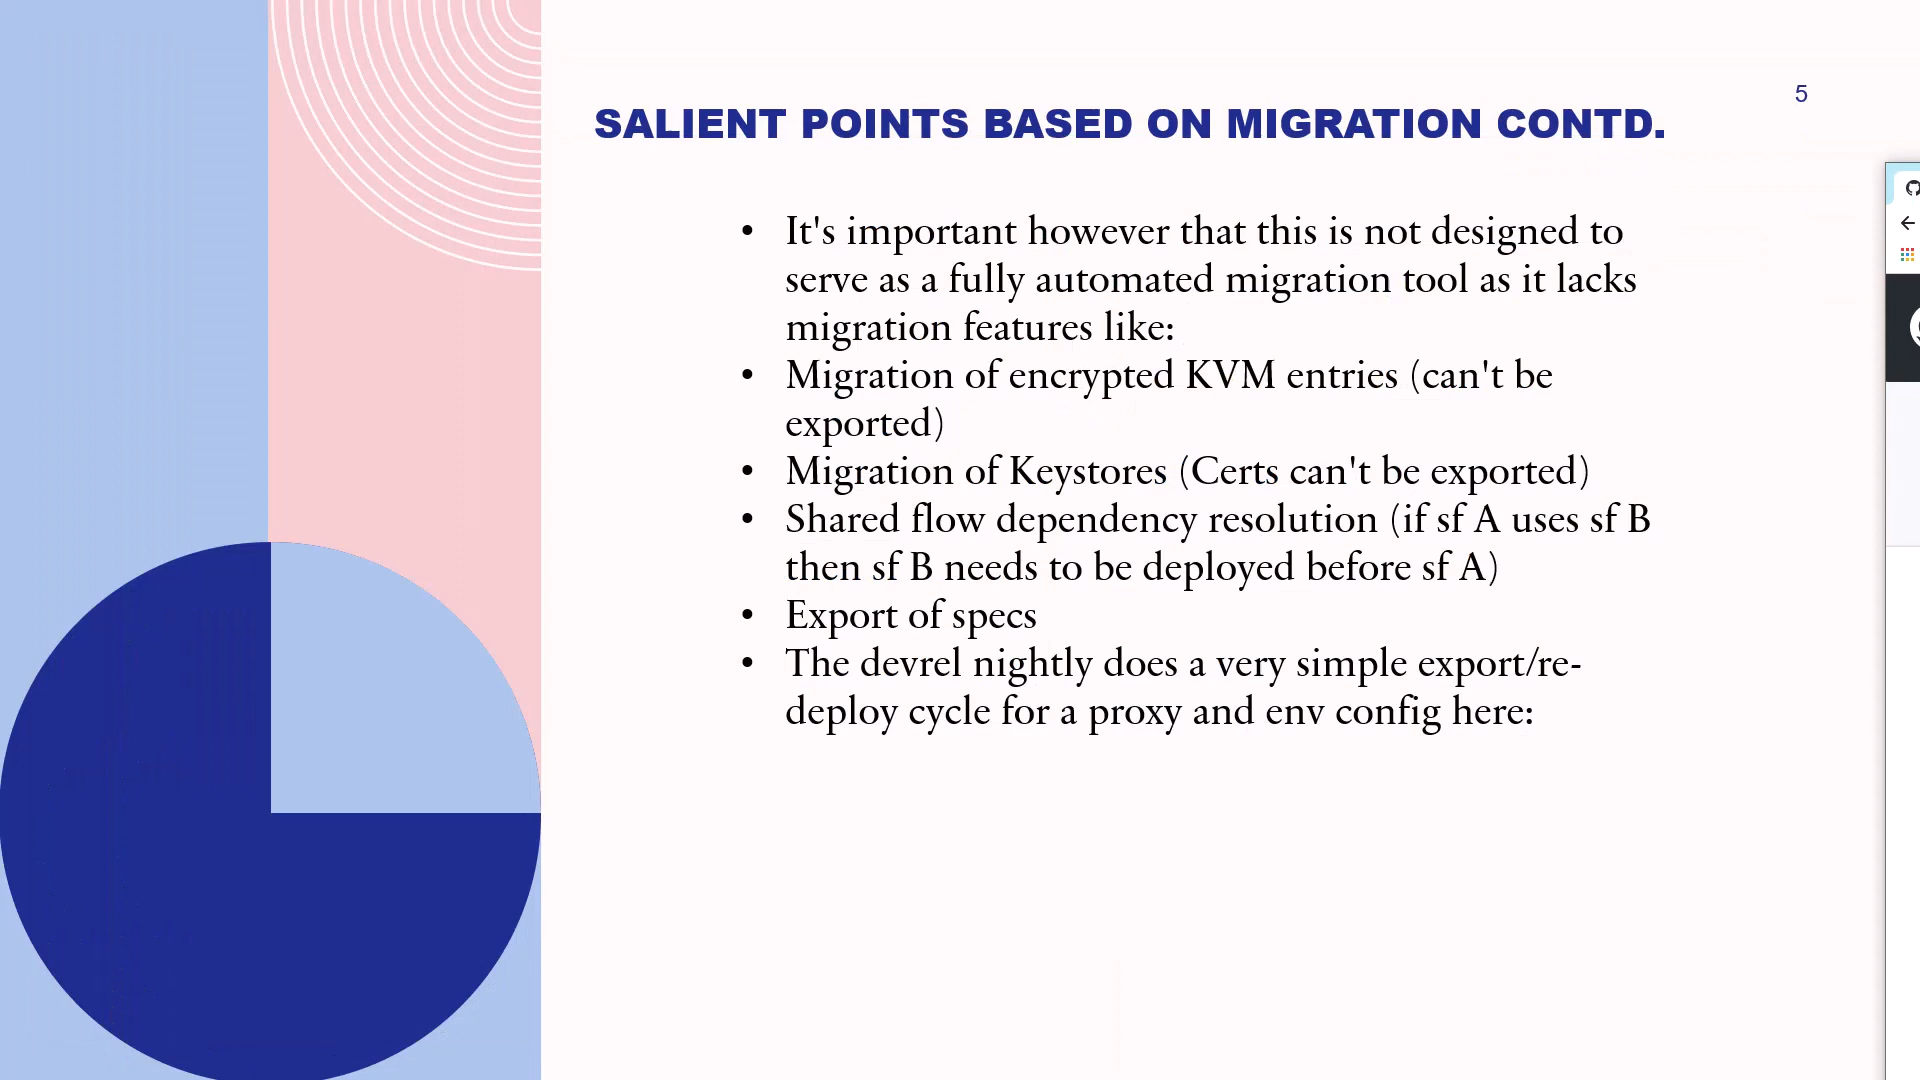 5
SALIENT POINTS BASED ON MIGRATION CONTD.
• It's important however that this is not designed to
serve as a fully automated migration tool as it lacks
migration features like:
• Migration of encrypted KVM entries (can't be
exported)
• Migration of Keystores (Certs can't be exported)
• Shared flow dependency resolution (if sf A uses sf B
then sf B needs to be deployed before sf A)
• Export of specs
• The devrel nightly does a very simple export/re-
deploy cycle for a proxy and env config here: